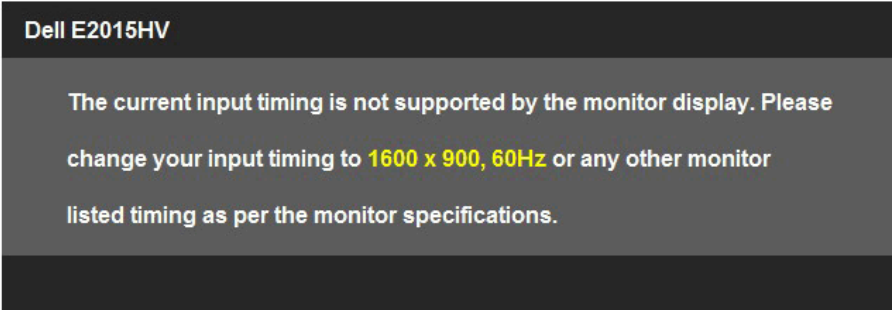 Dell E2015HV
The current input timing is not supported by the monitor display. Please
change your input timing to 1600 x 900, 60Hz or any other monitor
listed timing as per the monitor specifications.